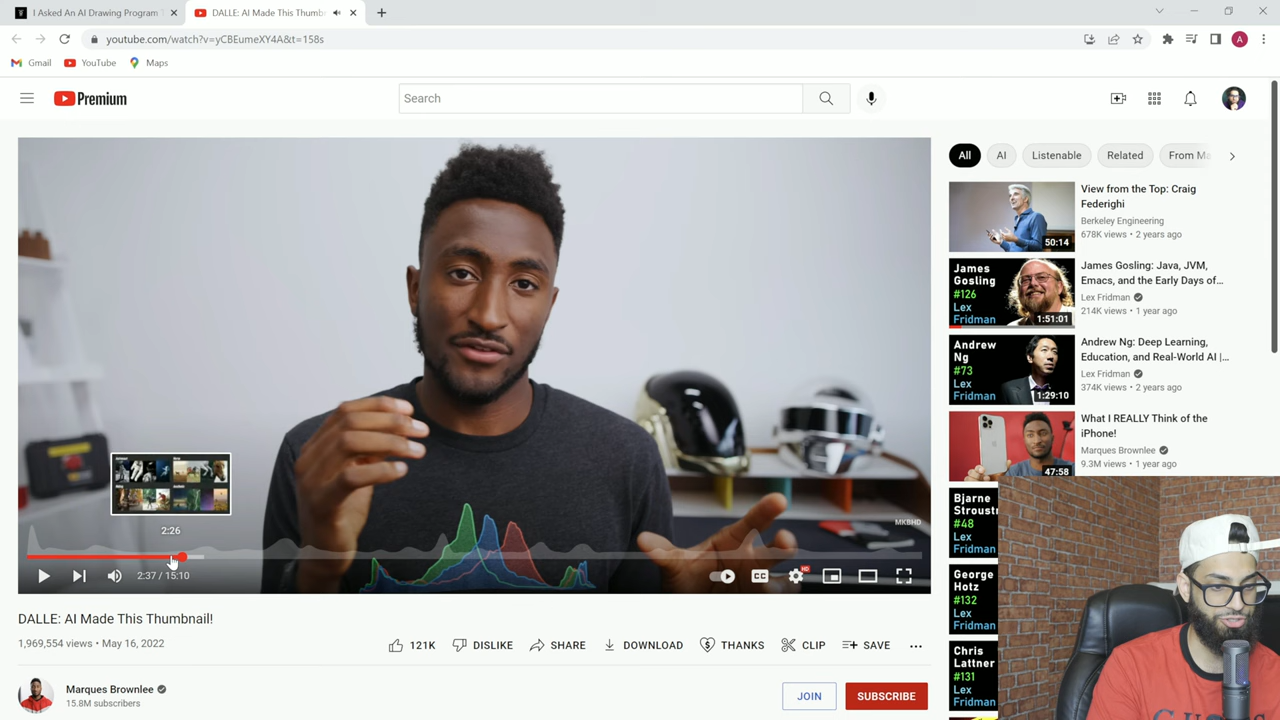 I Asked An AI Drawing Program
DALLE: AI Made This Thumb
youtube.com/watch?v=yCBEumeXY4A&t=158s
A
Gmail
YouTube
Maps
Premium
Search
All
AI
Listenable
Related
From Ma
View from the Top: Craig
Federighi
Berkeley Engineering
678K views • 2 years ago
50:14
James
Gosling
#126
Lex
Fridman
1:51:01
James Gosling: Java, JVM,
Emacs, and the Early Days of...
Lex Fridman
214K views • 1 year ago
Andrew
Ng
#73
Lex
Fridman
1:29:10
Andrew Ng: Deep Learning,
Education, and Real-World AI |...
Lex Fridman
374K views • 2 years ago
What I REALLY Think of the
iPhone!
Marques Brownlee
9.3M views • 1 year ago
47:58
Bjarne
Stroust
#48
Lex
Fridman
George
Hotz
#132
Lex
Fridman
Chris
Lattner
#131
Lex
Fridman
MKBHD
2:26
2:37 / 15:10
CC
HD
DALLE: AI Made This Thumbnail!
1,969,554 views • May 16, 2022
121K
DISLIKE
SHARE
DOWNLOAD
THANKS
CLIP
SAVE
Marques Brownlee
15.8M subscribers
JOIN
SUBSCRIBE